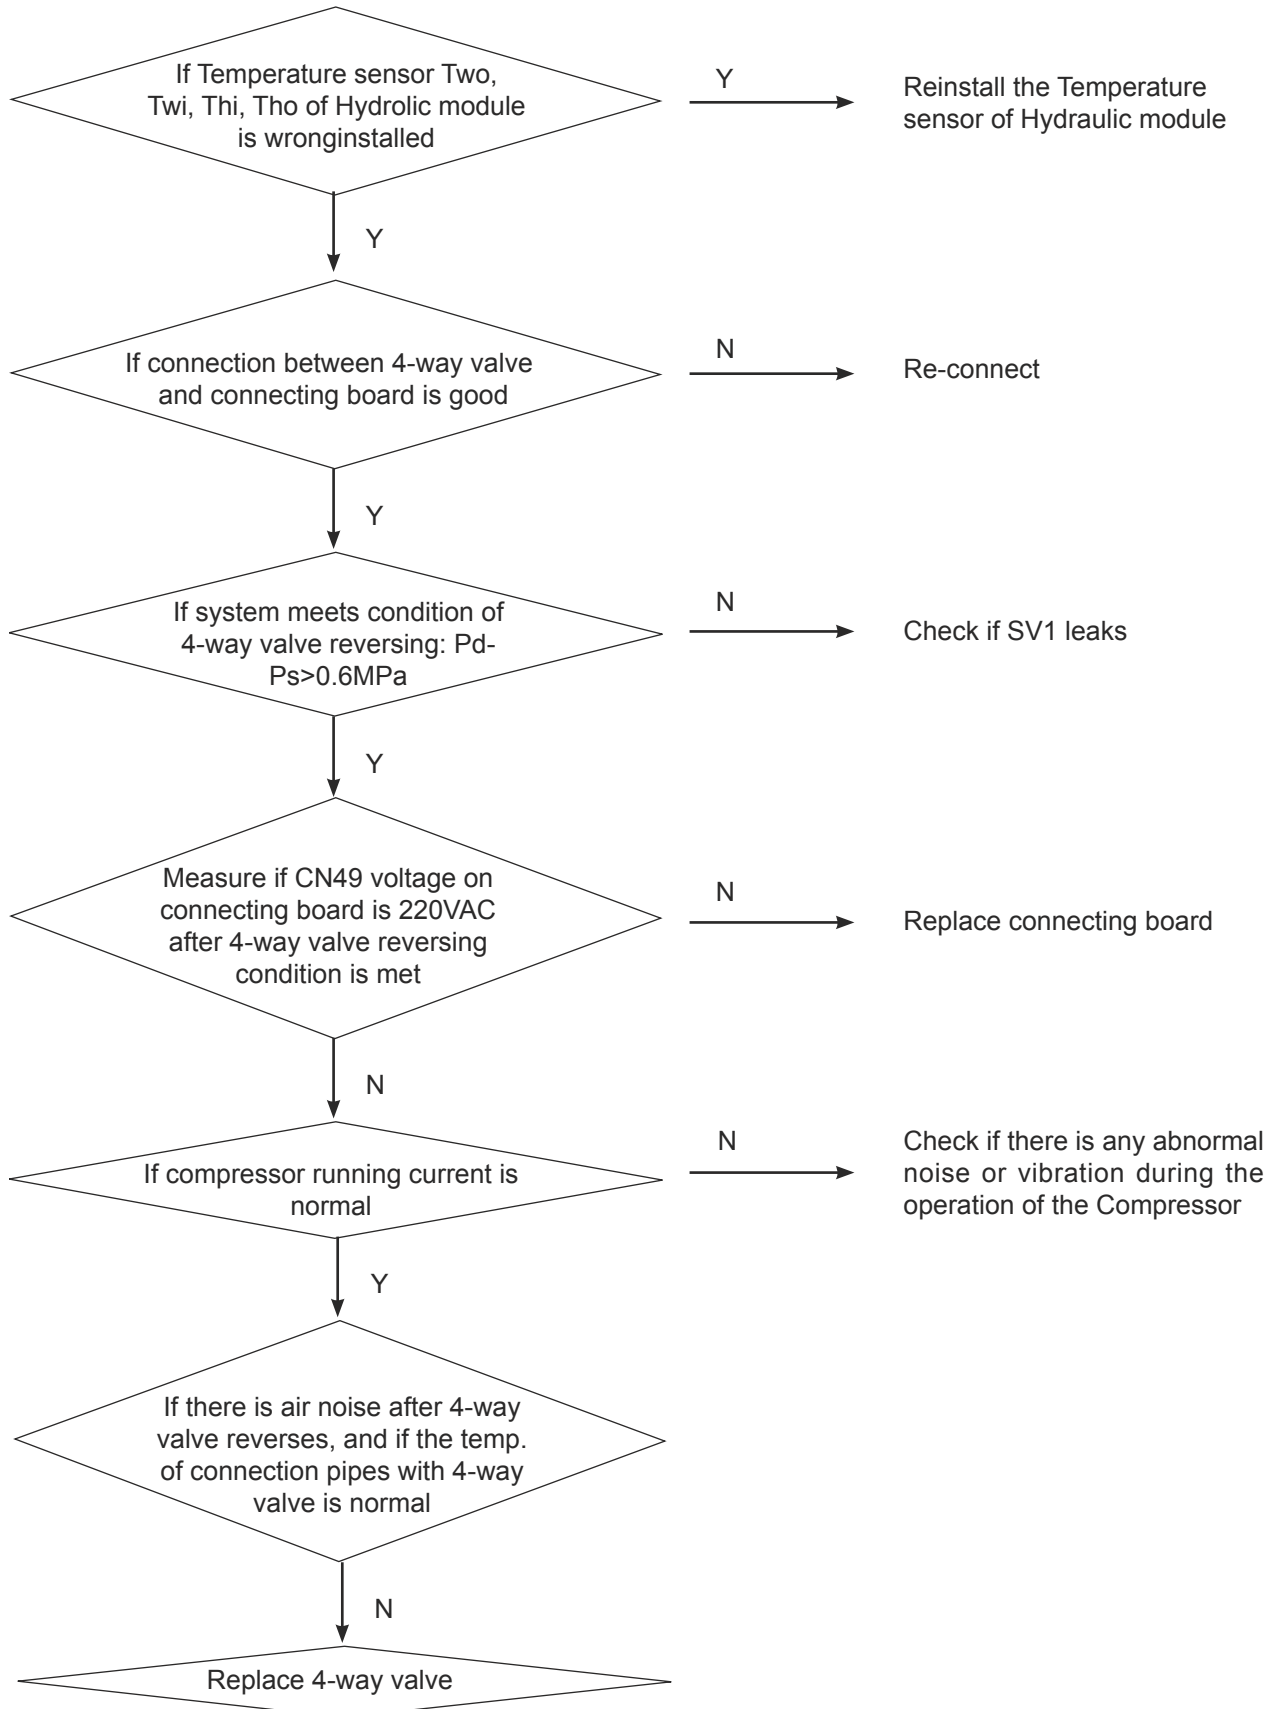 If Temperature sensor Two,
Twi, Thi, Tho of Hydrolic module
is wronginstalled
Y
Reinstall the Temperature
sensor of Hydraulic module
Y
If connection between 4-way valve
and connecting board is good
N
Re-connect
Y
If system meets condition of
4-way valve reversing: Pd-
Ps>0.6MPa
N
Check if SV1 leaks
Y
Measure if CN49 voltage on
connecting board is 220VAC
after 4-way valve reversing
condition is met
N
Replace connecting board
N
If compressor running current is
normal
N
Check if there is any abnormal
noise or vibration during the
operation of the Compressor
Y
If there is air noise after 4-way
valve reverses, and if the temp.
of connection pipes with 4-way
valve is normal
N
Replace 4-way valve